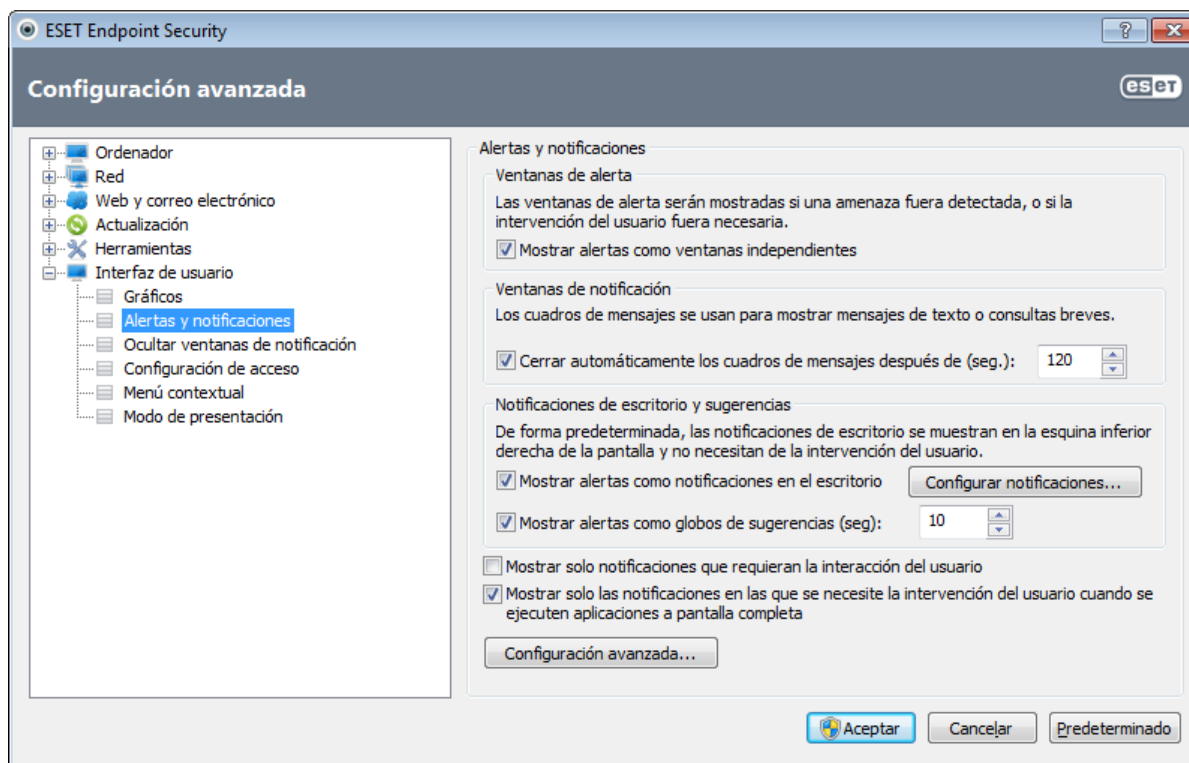 ESET Endpoint Security
?
Configuración avanzada
eset
Ordenador
Red
Web y correo electrónico
Actualización
Herramientas
Interfaz de usuario
Gráficos
Alertas y notificaciones
Ocultar ventanas de notificación
Configuración de acceso
Menú contextual
Modo de presentación
Alertas y notificaciones
Ventanas de alerta
Las ventanas de alerta serán mostradas si una amenaza fuera detectada, o si la
intervención del usuario fuera necesaria.
Mostrar alertas como ventanas independientes
Ventanas de notificación
Los cuadros de mensajes se usan para mostrar mensajes de texto o consultas breves.
Cerrar automáticamente los cuadros de mensajes después de (seg.): 120
Notificaciones de escritorio y sugerencias
De forma predeterminada, las notificaciones de escritorio se muestran en la esquina inferior
derecha de la pantalla y no necesitan de la intervención del usuario.
Mostrar alertas como notificaciones en el escritorio Configurar notificaciones...
Mostrar alertas como globos de sugerencias (seg): 10
Mostrar solo notificaciones que requieran la interacción del usuario
Mostrar solo las notificaciones en las que se necesite la intervención del usuario cuando se
ejecuten aplicaciones a pantalla completa
Configuración avanzada...
Aceptar Cancelar Predeterminado